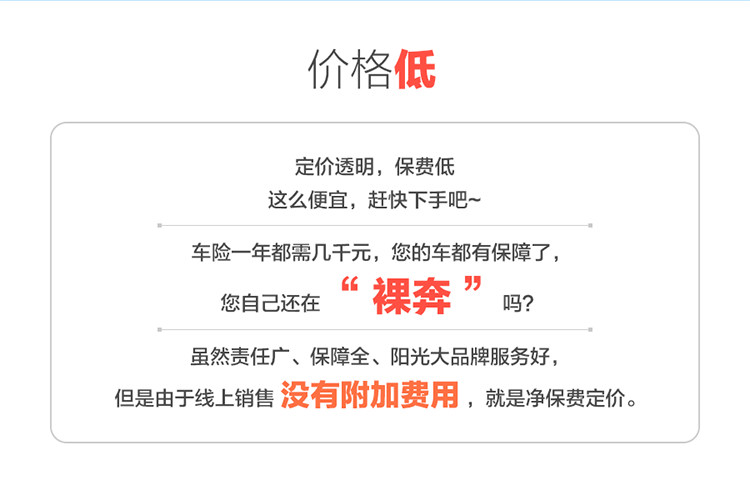 价格低
定价透明，保费低
这么便宜，赶快下手吧~
车险一年都需几千元，您的车都有保障了，
您自己还在“裸奔”吗?
虽然责任广、保障全、阳光大品牌服务好，
但是由于线上销售没有附加费用，就是净保费定价。